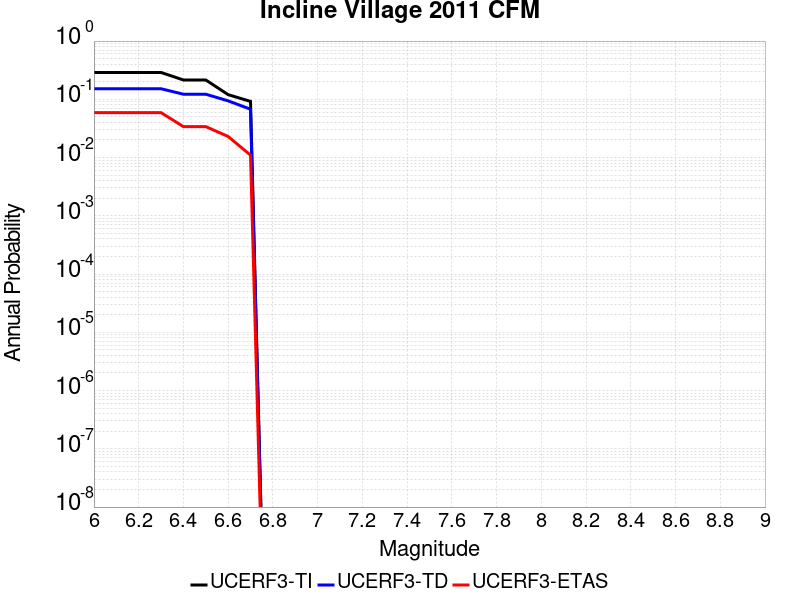 Incline Village 2011 CFM
10^0
10^-1
10^-2
10^-3
10^-4
10^-5
10^-6
10^-7
10^-8
Annual Probability
6 6.2 6.4 6.6 6.8 7 7.2 7.4 7.6 7.8 8 8.2 8.4 8.6 8.8 9
Magnitude
UCERF3-TI UCERF3-TD UCERF3-ETAS